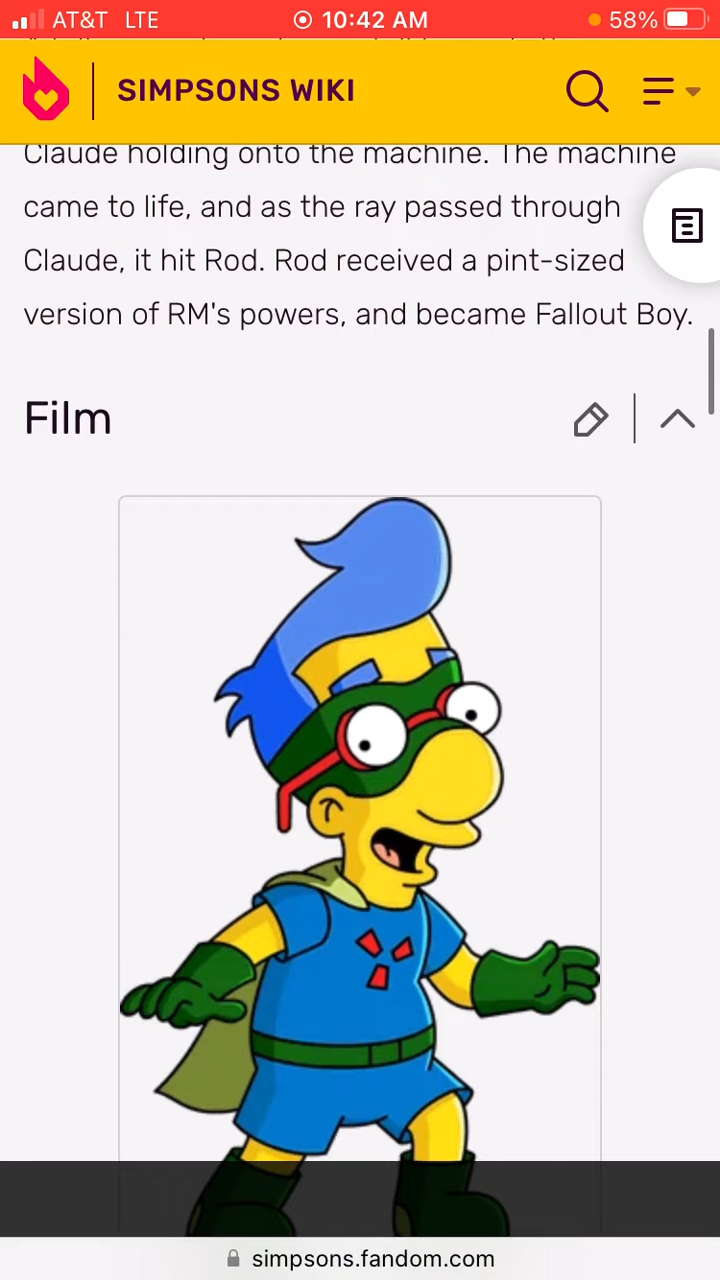 AT&T LTE 10:42 AM 58%
SIMPSONS WIKI
Claude holding onto the machine. The machine
came to life, and as the ray passed through
Claude, it hit Rod. Rod received a pint-sized
version of RM's powers, and became Fallout Boy.
Film
simpsons.fandom.com